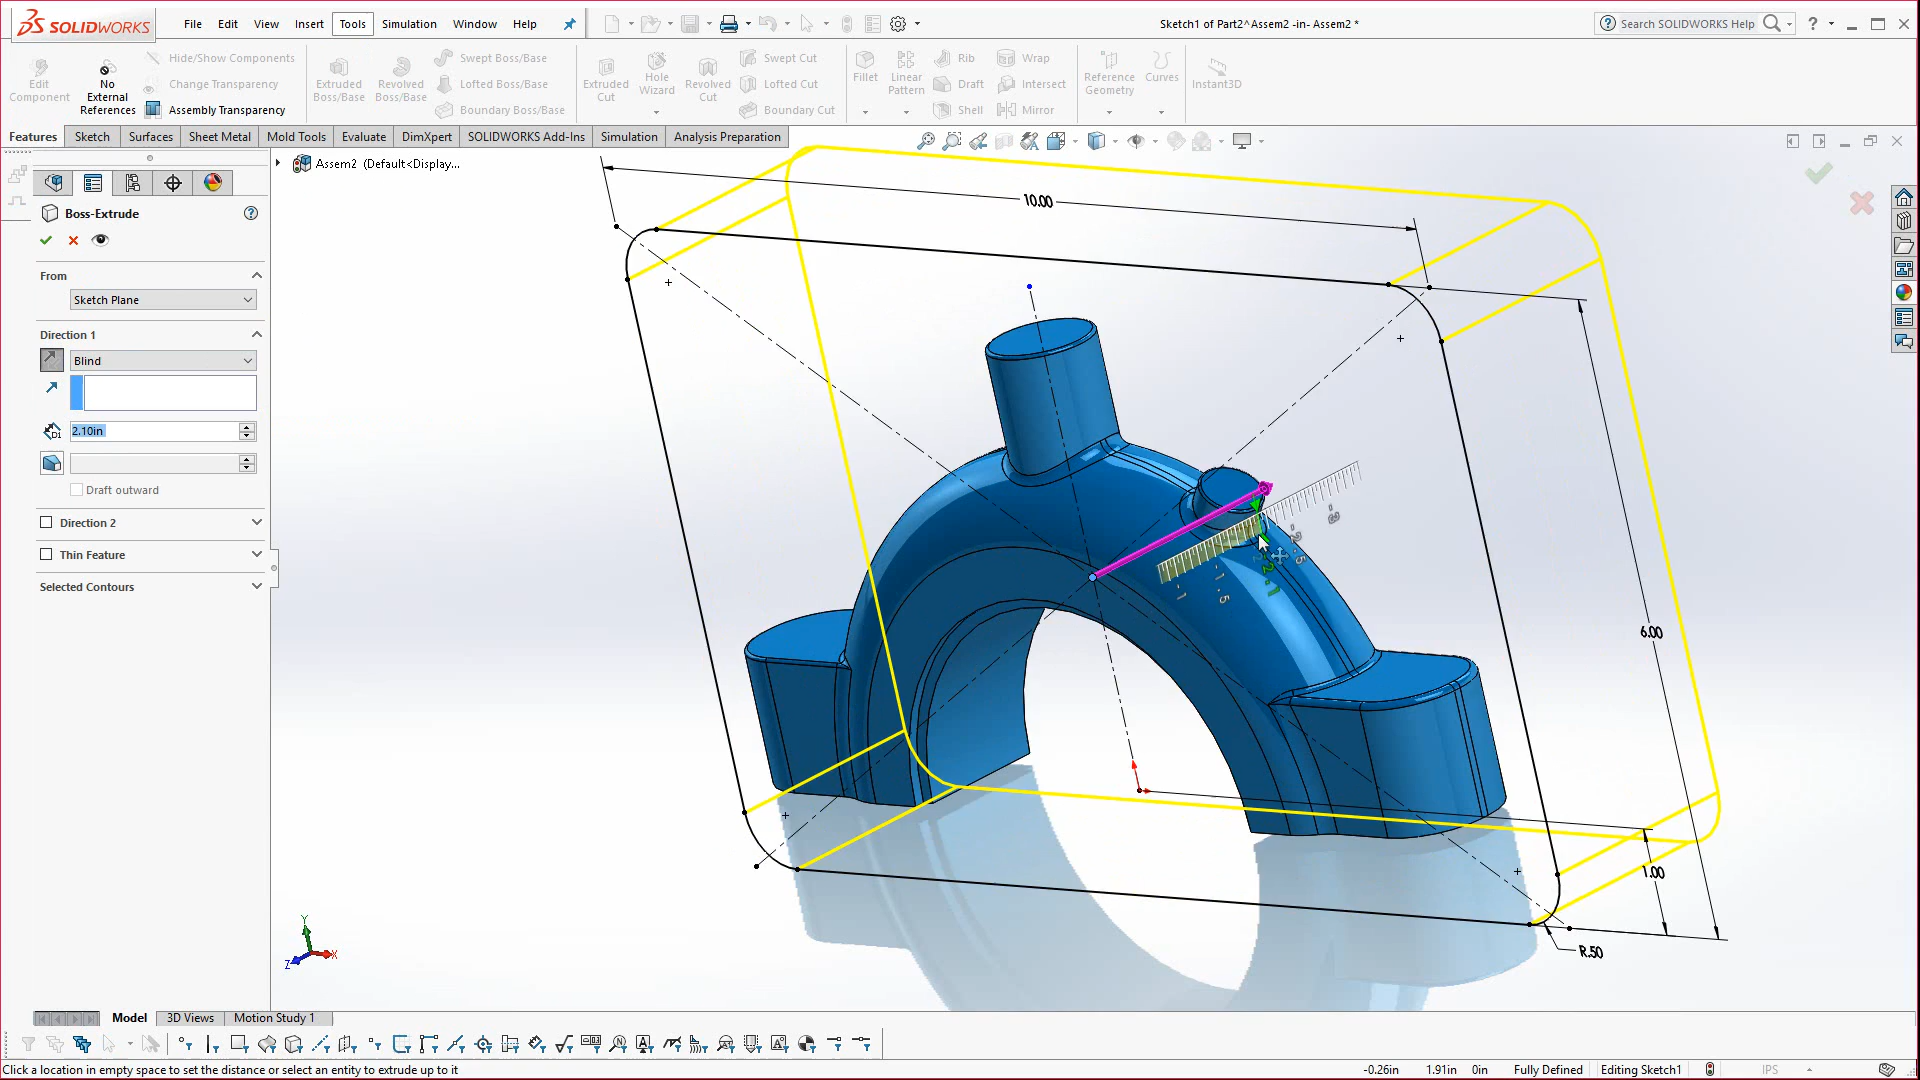 SOLIDWORKS
File Edit View Insert Tools Simulation Window Help
Sketch1 of Part2^Assem2 -in- Assem2 *
Search SOLIDWORKS Help
Edit Component
No External References
Hide/Show Components
Change Transparency
Assembly Transparency
Extruded Boss/Base
Revolved Boss/Base
Swept Boss/Base
Lofted Boss/Base
Boundary Boss/Base
Extruded Cut
Hole Wizard
Revolved Cut
Swept Cut
Lofted Cut
Boundary Cut
Fillet
Linear Pattern
Rib
Draft
Shell
Wrap
Intersect
Mirror
Reference Geometry
Curves
Instant3D
Features Sketch Surfaces Sheet Metal Mold Tools Evaluate DimXpert SOLIDWORKS Add-Ins Simulation Analysis Preparation
Assem2 (Default<Display...
Boss-Extrude
From
Sketch Plane
Direction 1
Blind
2.10in
Draft outward
Direction 2
Thin Feature
Selected Contours
10.00
6.00
1.00
R.50
Y
X
Z
Model 3D Views Motion Study 1
Click a location in empty space to set the distance or select an entity to extrude up to it
-0.26in 1.91in 0in Fully Defined Editing Sketch1 IPS